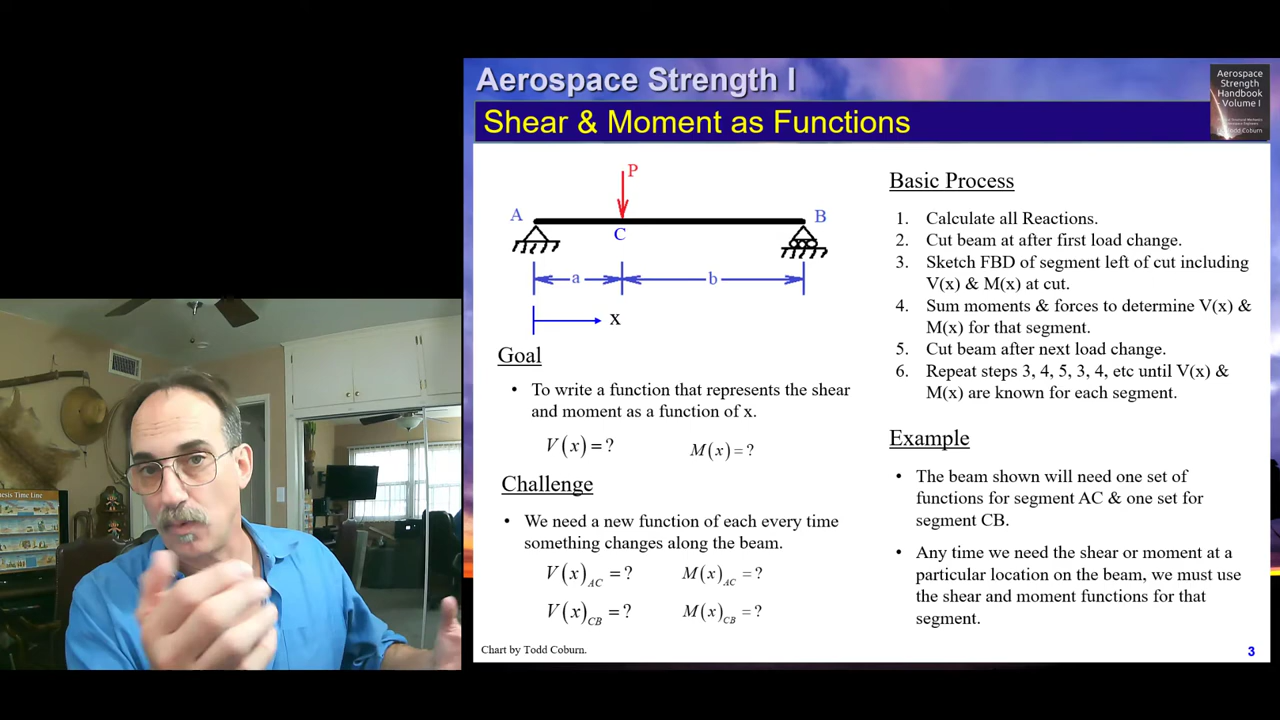 Aerospace Strength I
Shear & Moment as Functions
Aerospace
Strength
Handbook
- Volume I
P
A
B
C
a
b
x
Goal
• To write a function that represents the shear
and moment as a function of x.
V(x) = ?
M(x) = ?
Challenge
• We need a new function of each every time
something changes along the beam.
V(x)AC = ?
M(x)AC = ?
V(x)CB = ?
M(x)CB = ?
Chart by Todd Coburn.
Basic Process
1. Calculate all Reactions.
2. Cut beam at after first load change.
3. Sketch FBD of segment left of cut including
V(x) & M(x) at cut.
4. Sum moments & forces to determine V(x) &
M(x) for that segment.
5. Cut beam after next load change.
6. Repeat steps 3, 4, 5, 3, 4, etc until V(x) &
M(x) are known for each segment.
Example
• The beam shown will need one set of
functions for segment AC & one set for
segment CB.
• Any time we need the shear or moment at a
particular location on the beam, we must use
the shear and moment functions for that
segment.
3
Time Line